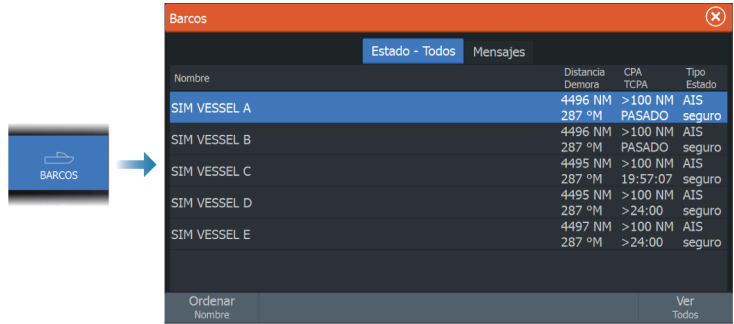 Barcos
Estado - Todos Mensajes
Nombre Distancia CPA Tipo
Demora TCPA Estado
SIM VESSEL A 4496 NM >100 NM AIS
287 °M PASADO seguro
SIM VESSEL B 4496 NM >100 NM AIS
287 °M PASADO seguro
SIM VESSEL C 4495 NM >100 NM AIS
287 °M 19:57:07 seguro
SIM VESSEL D 4495 NM >100 NM AIS
287 °M >24:00 seguro
SIM VESSEL E 4497 NM >100 NM AIS
287 °M >24:00 seguro
BARCOS
Ordenar Ver
Nombre Todos